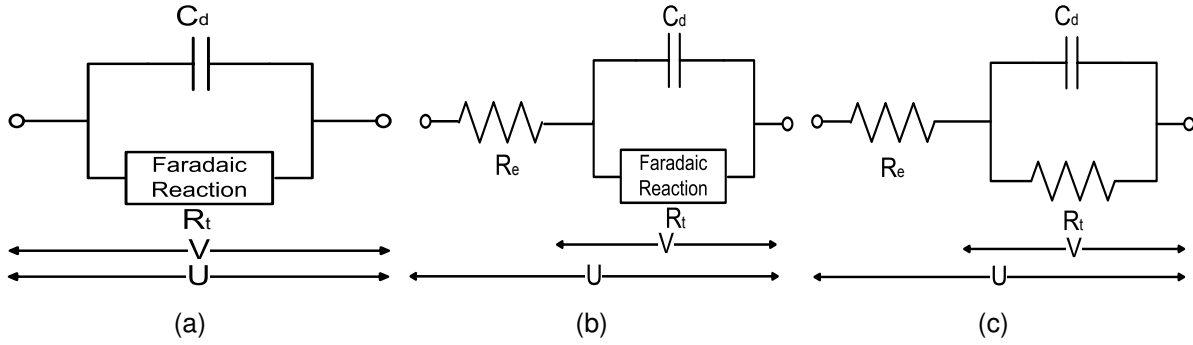 Cd
Faradaic
Reaction
Rt
V
U
(a)
Cd
Re
Faradaic
Reaction
Rt
V
U
(b)
Cd
Re
Rt
V
U
(c)